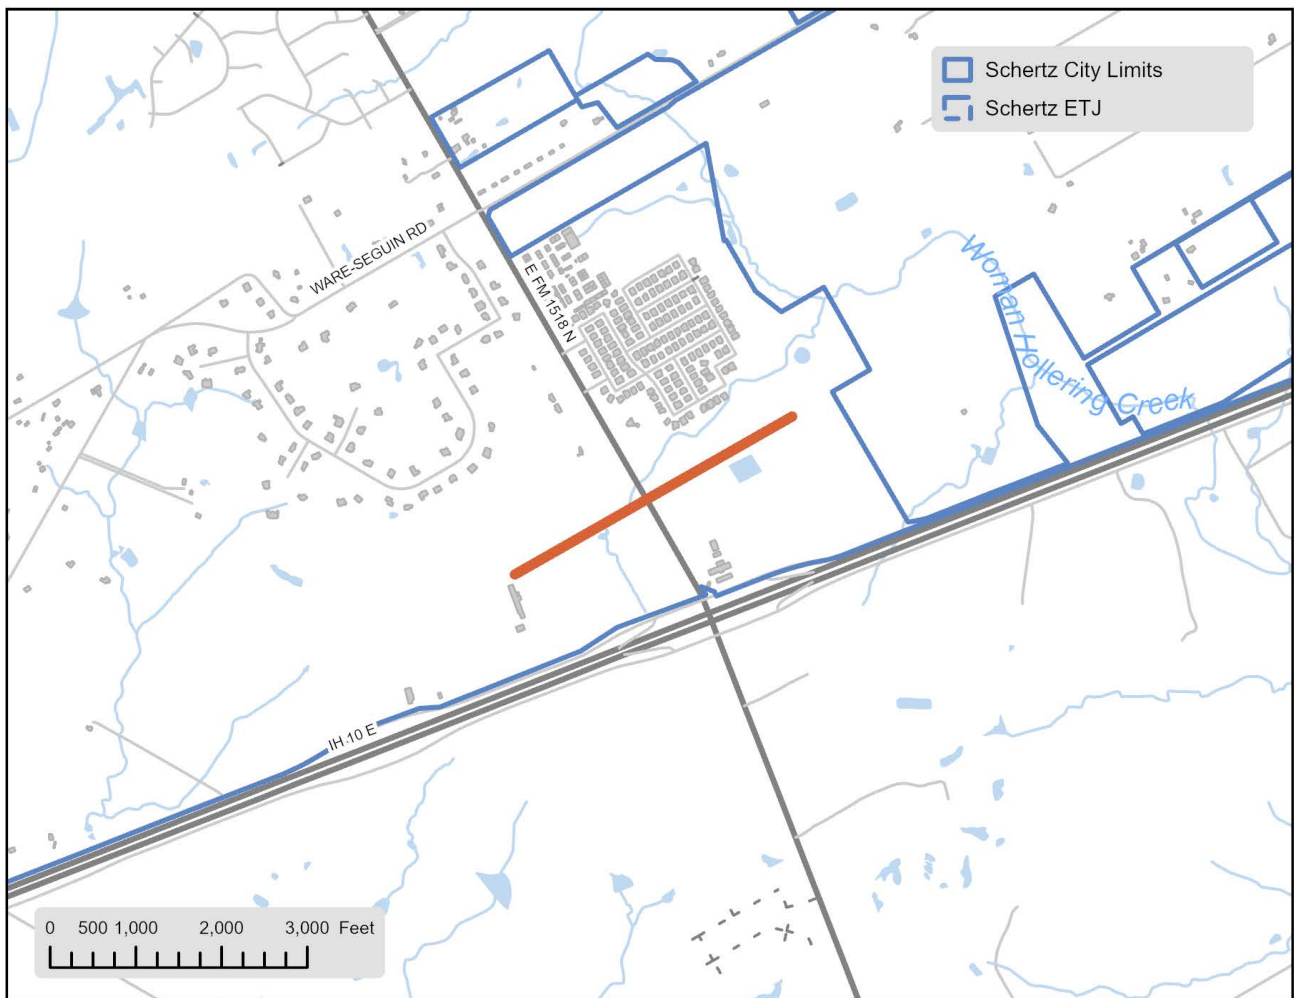 Schertz City Limits
Schertz ETJ
WARE-SEGUIN RD
E FM 1518 N
Woman Hollering Creek
IH 10 E
0 500 1,000 2,000 3,000 Feet